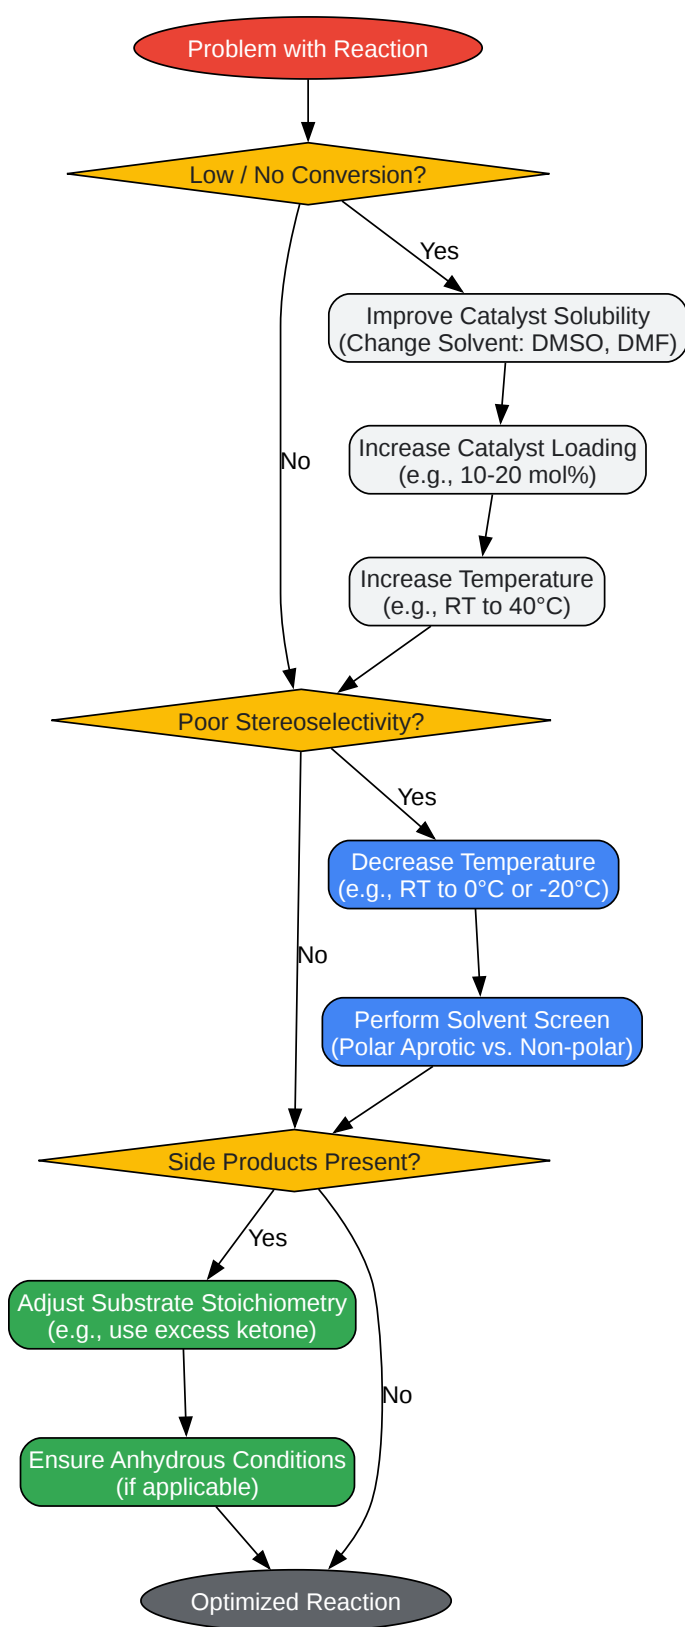 Problem with Reaction
Low / No Conversion?
Yes
Improve Catalyst Solubility
(Change Solvent: DMSO, DMF)
Increase Catalyst Loading
(e.g., 10-20 mol%)
No
Increase Temperature
(e.g., RT to 40°C)
Poor Stereoselectivity?
Yes
Decrease Temperature
(e.g., RT to 0°C or -20°C)
No
Perform Solvent Screen
(Polar Aprotic vs. Non-polar)
Side Products Present?
Yes
Adjust Substrate Stoichiometry
(e.g., use excess ketone)
No
Ensure Anhydrous Conditions
(if applicable)
Optimized Reaction